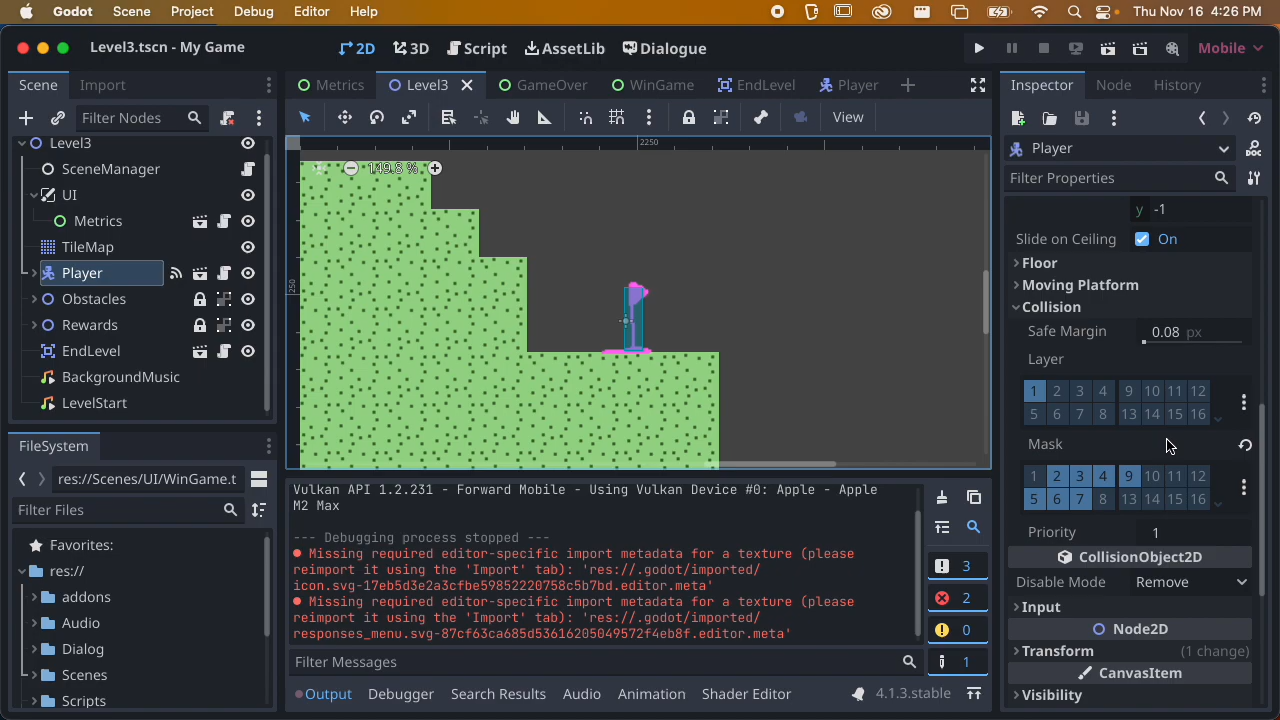 Godot Scene Project Debug Editor Help Thu Nov 16 4:26 PM
Level3.tscn - My Game 2D 3D Script AssetLib Dialogue Mobile
Scene Import
Metrics Level3 GameOver WinGame EndLevel Player
Inspector Node History
Filter Nodes
View
Level3
SceneManager
UI
Metrics
TileMap
Player
Obstacles
Rewards
EndLevel
BackgroundMusic
LevelStart
2250
149.8 %
250
Player
Filter Properties
y -1
Slide on Ceiling On
Floor
Moving Platform
Collision
Safe Margin 0.08 px
Layer
1 2 3 4 9 10 11 12
5 6 7 8 13 14 15 16
Mask
1 2 3 4 9 10 11 12
5 6 7 8 13 14 15 16
Priority 1
CollisionObject2D
Disable Mode Remove
Input
Node2D
Transform (1 change)
CanvasItem
Visibility
FileSystem
res://Scenes/UI/WinGame.t
Filter Files
Favorites:
res://
addons
Audio
Dialog
Scenes
Scripts
Vulkan API 1.2.231 - Forward Mobile - Using Vulkan Device #0: Apple - Apple
M2 Max
--- Debugging process stopped ---
Missing required editor-specific import metadata for a texture (please
reimport it using the 'Import' tab): 'res://.godot/imported/
icon.svg-17eb5d3e2a3cfbe59852220758c5b7bd.editor.meta'
Missing required editor-specific import metadata for a texture (please
reimport it using the 'Import' tab): 'res://.godot/imported/
responses_menu.svg-87cf63ca685d53616205049572f4eb8f.editor.meta'
3
2
0
1
Filter Messages
Output Debugger Search Results Audio Animation Shader Editor 4.1.3.stable